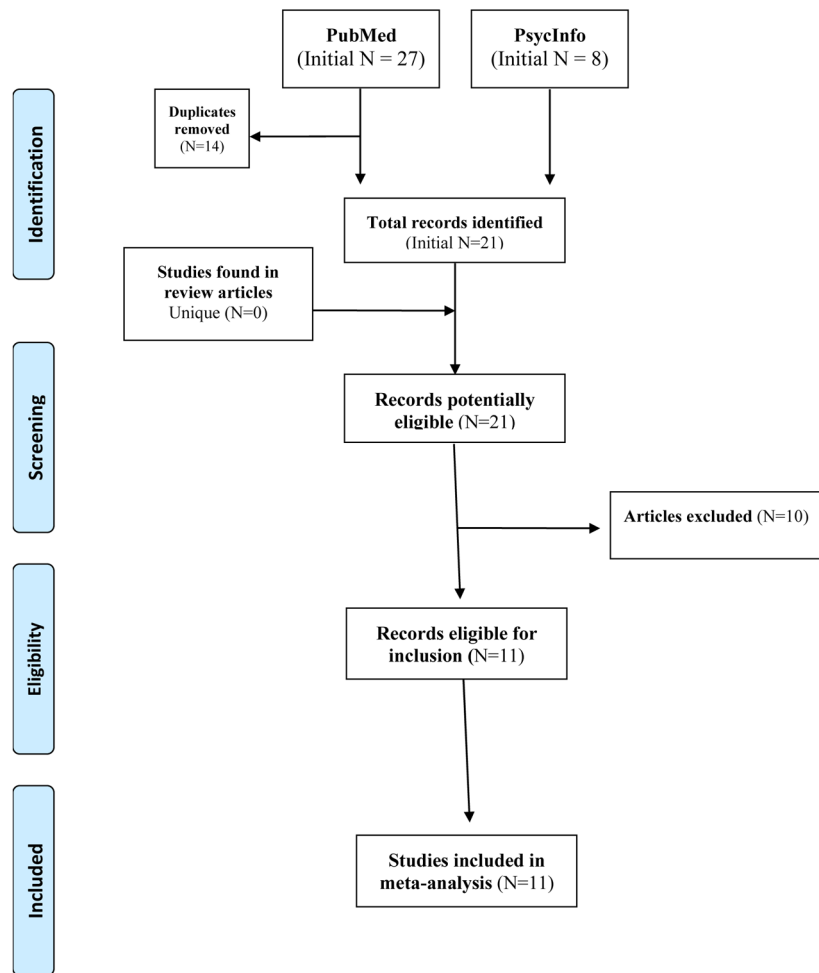 PubMed
(Initial N = 27)
PsycInfo
(Initial N = 8)
Identification
Duplicates
removed
(N=14)
Total records identified
(Initial N=21)
Studies found in
review articles
Unique (N=0)
Screening
Records potentially
eligible (N=21)
Articles excluded (N=10)
Eligibility
Records eligible for
inclusion (N=11)
Included
Studies included in
meta-analysis (N=11)